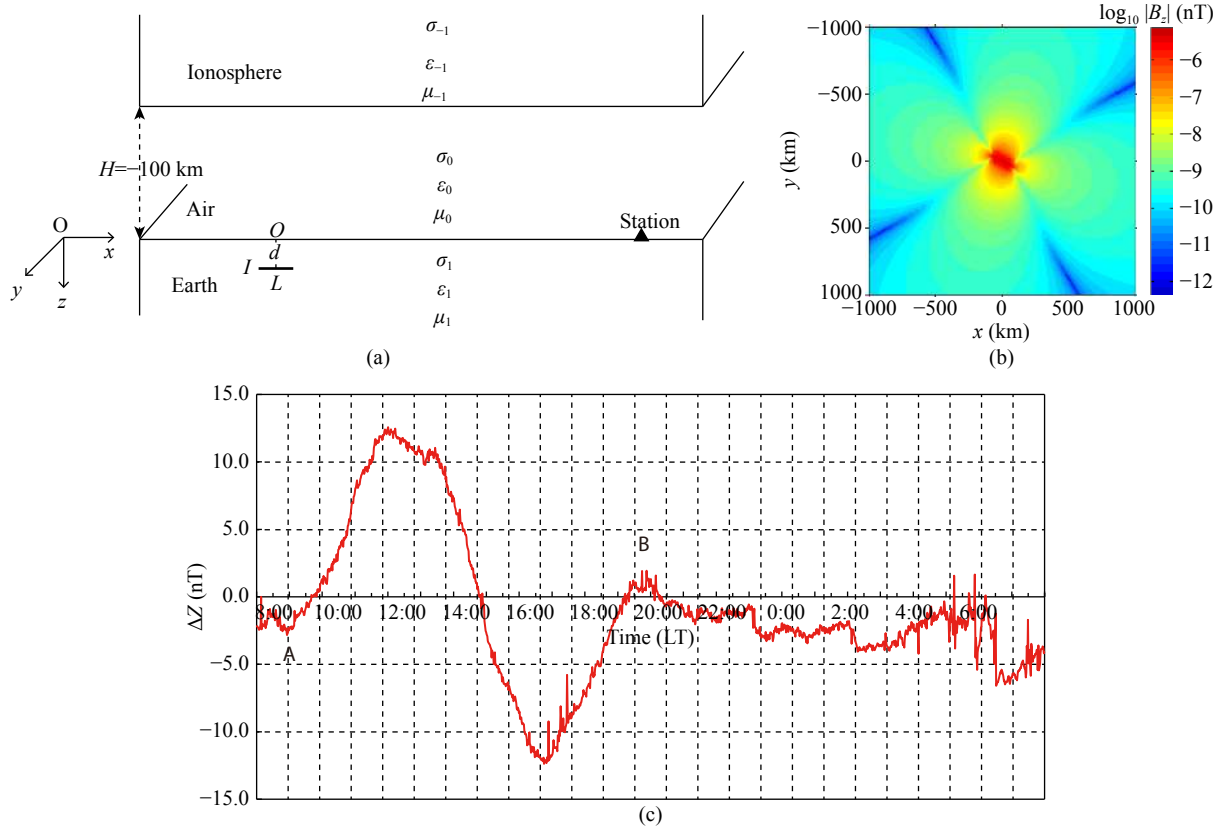 σ₋₁
Ionosphere
ε₋₁
μ₋₁
H=−100 km
σ₀
ε₀
Air
μ₀
Station
O
x
y
z
O
d
I
L
σ₁
Earth
ε₁
μ₁
(a)
log₁₀ |B_z| (nT)
−1000
−500
0
500
1000
y (km)
−1000
−500
0
500
1000
x (km)
−6
−7
−8
−9
−10
−11
−12
(b)
15.0
10.0
5.0
0.0
−5.0
−10.0
−15.0
ΔZ (nT)
A
B
8:00 10:00 12:00 14:00 16:00 18:00 20:00 22:00 0:00 2:00 4:00 6:00
Time (LT)
(c)